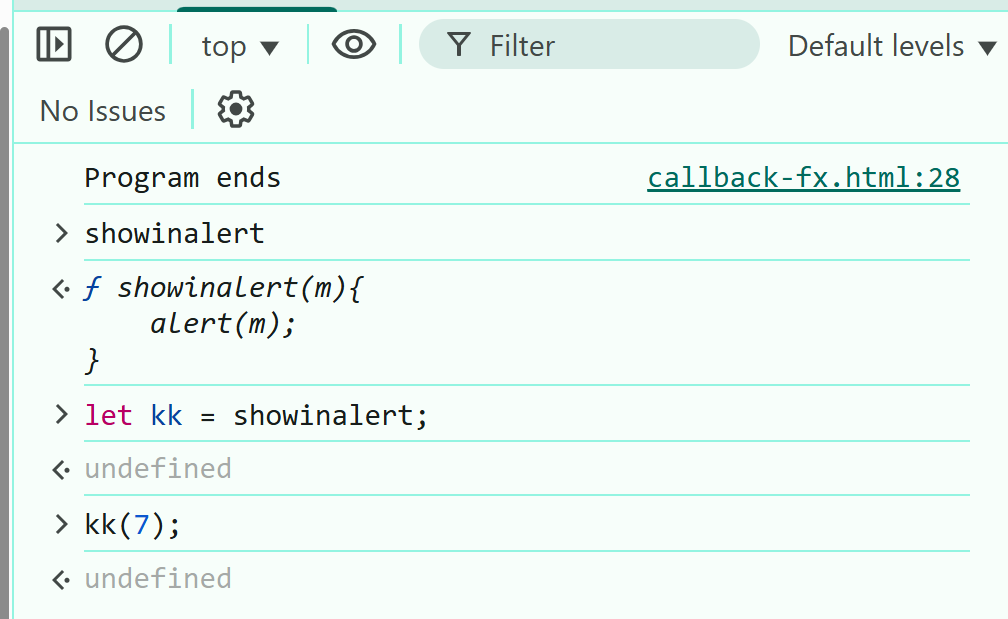 top Filter Default levels
No Issues
Program ends callback-fx.html:28
showinalert
ƒ showinalert(m){
    alert(m);
}
let kk = showinalert;
undefined
kk(7);
undefined